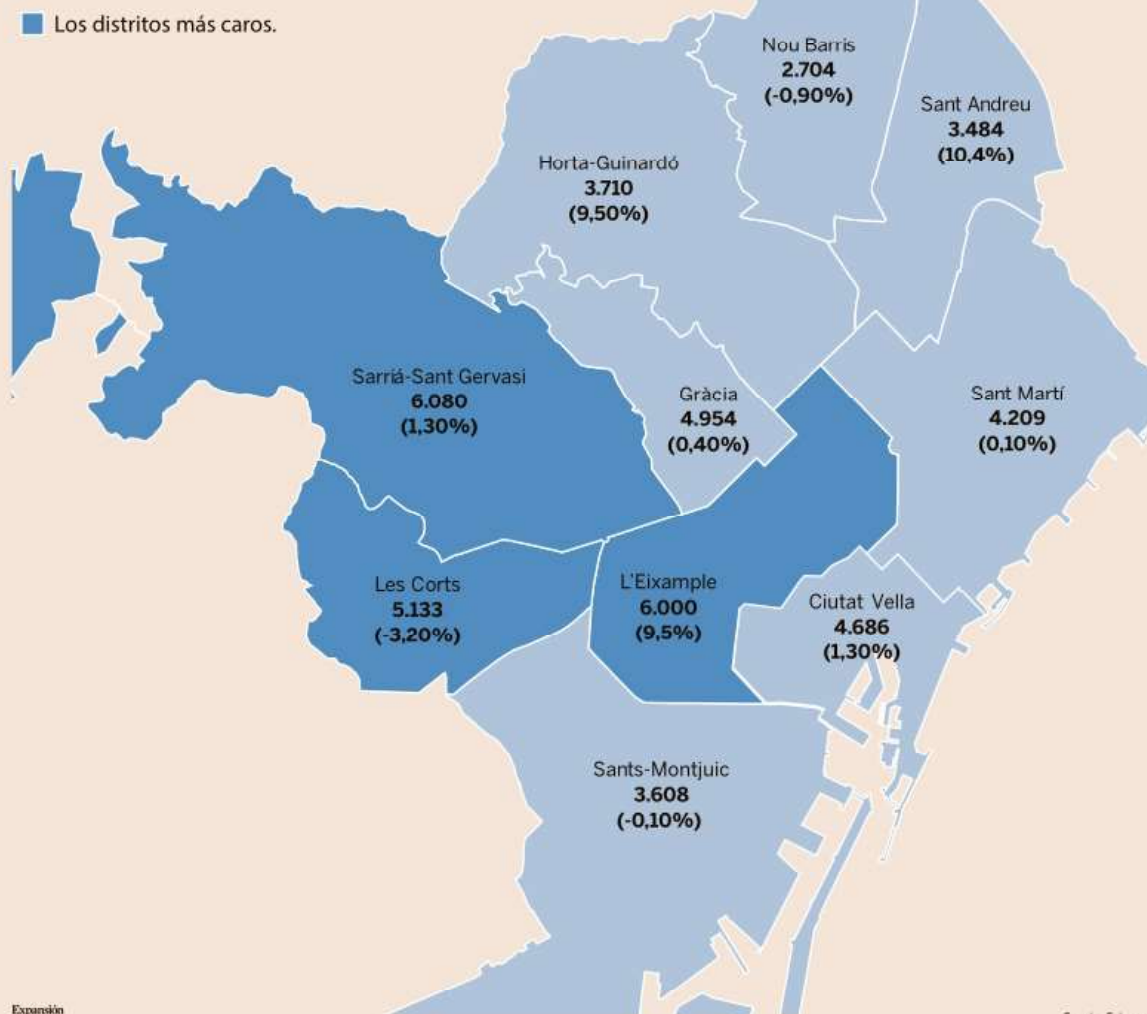 Los distritos más caros.
Nou Barris
2.704
(-0,90%)
Sant Andreu
3.484
(10,4%)
Horta-Guinardó
3.710
(9,50%)
Sarriá-Sant Gervasi
6.080
(1,30%)
Gràcia
4.954
(0,40%)
Sant Martí
4.209
(0,10%)
Les Corts
5.133
(-3,20%)
L'Eixample
6.000
(9,5%)
Ciutat Vella
4.686
(1,30%)
Sants-Montjuic
3.608
(-0,10%)
Expansión